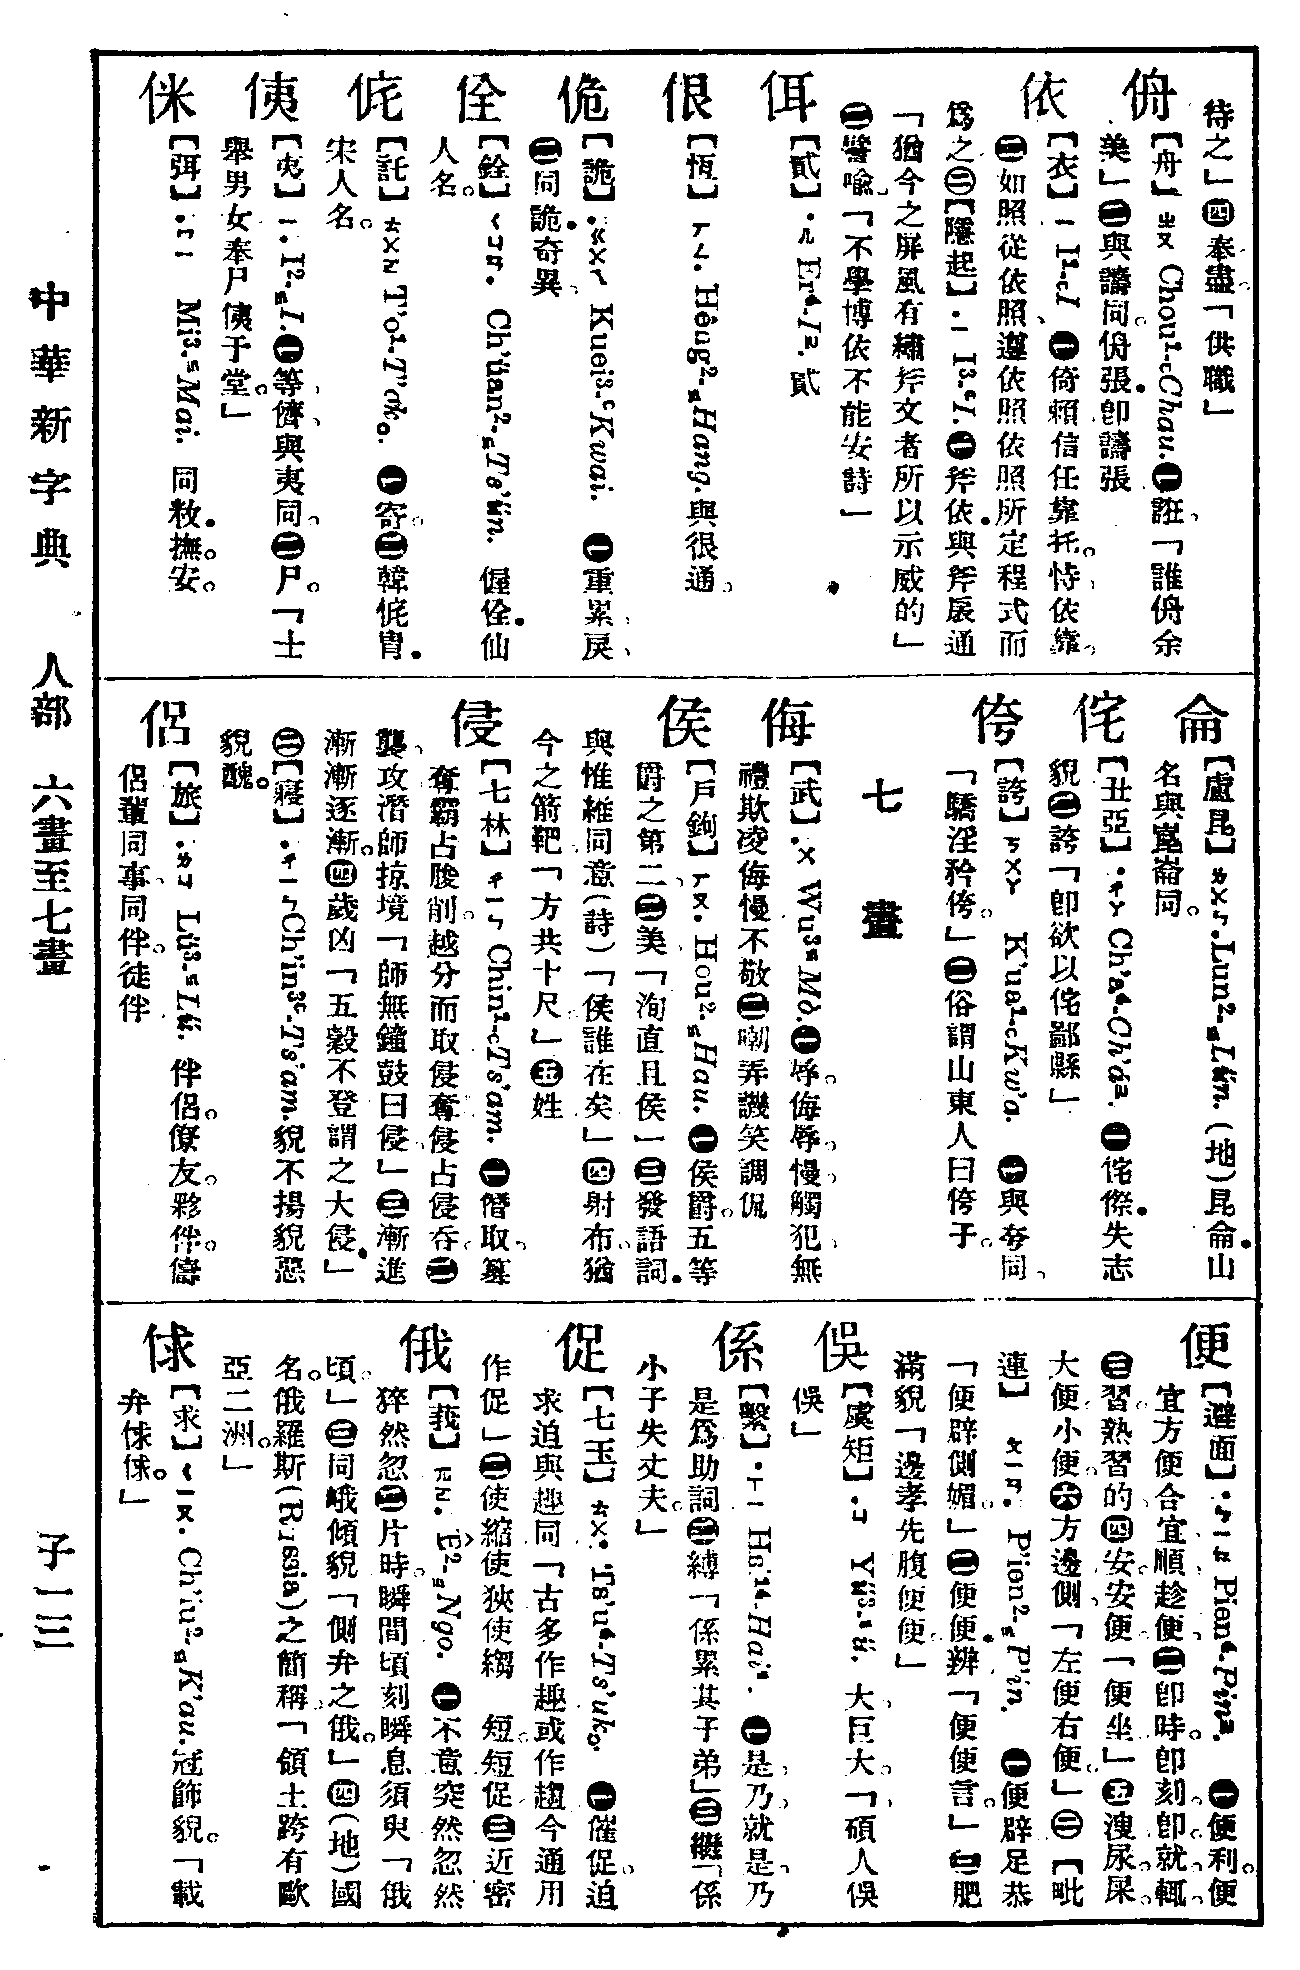 中華新字典 人部 六畫至七畫 子一三
待之」㊃奉盡「供職」
侜
【舟】ㄓㄡ Chou¹-꜀Chau.㊀誑「誰侜余
美」㊁與譸同侜張卽譸張
依
【衣】ㄧ I¹-꜀I.㊀倚賴信任靠托恃依靠
㊁如照從依照遵依照依照所定程式而
爲之㊂【隱起】·ㄧ I³.-꜂I.㊀斧依與斧扆通
「猶今之屏風有繡斧文者所以示威的」
㊁譬喩「不學博依不能安詩」
佴
【貳】·ㄦ Er⁴.I². 貳
佷
【恆】ㄏㄥ. Hêng²-Hang.與很通
佹
【詭】·ㄍㄨㄟ Kuei³.-Kwai. ㊀重累戾
㊁同詭奇異
佺
【銓】ㄑㄩㄢ. Ch'üan²-Ts'ün. 偓佺仙
人名
侂
【託】ㄊㄨㄛ T'o¹-T'ok。. ㊀寄㊁韓侂冑
宋人名
侇
【夷】ㄧ. I²-I.㊀等儕與夷同㊁尸「士
舉男女奉尸侇于堂」
侎
【弭】·ㄇㄧ Mi³.-Mai. 同敉撫安
侖
【盧昆】ㄌㄨㄣ.Lun²-Lün.(地)昆侖山
名與崑崙同
侘
【丑亞】·ㄔㄚ Ch'a⁴-Ch'á². ㊀侘傺失志
貌㊁誇「卽欲以侘鄙縣」
侉
【誇】ㄎㄨㄚ K'ua¹-꜀Kw'a. ㊀與夸同
「驕淫矜侉」㊁俗謂山東人曰侉子
七畫
侮
【武】·ㄨ Wu³-Mò.㊀辱侮辱慢觸犯無
禮欺凌侮慢不敬㊁嘲弄譏笑調侃
侯
【戶鉤】ㄏㄡ. Hou²-Hau. ㊀侯爵五等
爵之第二㊁美「洵直且侯」㊂發語詞
與惟維同意(詩)「侯誰在矣」㊃射布猶
今之箭靶「方共十尺」㊄姓
侵
【七林】ㄑㄧㄣ Chin¹-꜀Ts'am. ㊀僭取簒
奪霸占朘削越分而取侵奪侵占侵呑㊁
襲攻潛師掠境「師無鐘鼓曰侵」㊂漸進
漸漸逐漸㊃歲凶「五穀不登謂之大侵」
㊁【寢】·ㄑㄧㄣCh'in³-Ts'am.貌不揚貌惡
貌醜
侶
【旅】·ㄌㄩ Lü³.-Lü. 伴侶僚友夥伴儔
侶輩同事同伴徒伴
便
【避面】·ㄅㄧㄢ Pien⁴-Pin². ㊀便利便
宜方便合宜順趁便㊁卽時卽刻卽就輒
㊂習熟習的㊃安安便「便坐」㊄溲尿屎
大便小便㊅方邊側「左便右便」㊁【毗
連】ㄆㄧㄢ. P'ien²-P'in. ㊀便辟足恭
「便辟側媚」㊁便便辨「便便言」㊂肥
滿貌「邊孝先腹便便」
俁
【虞矩】·ㄩ Yü³.-ü. 大巨大「碩人俁
俁」
係
【繫】·ㄒㄧ Hsi⁴-Hai². ㊀是乃就是乃
是爲助詞㊁縛「係累其子弟」㊂繼「係
小子失丈夫」
促
【七玉】ㄘㄨ. Ts'u⁴-Ts'uk。. ㊀催促迫
求迫與趣同「古多作趣或作趨今通用
作促」㊁使縮使狹使縐 短短促㊂近密
俄
【莪】ㄫㄜ. Ê²-Ngo. ㊀不意突然忽然
猝然忽㊁片時瞬間頃刻瞬息須臾「俄
頃」㊂同峨傾貌「側弁之俄」㊃(地)國
名俄羅斯(Russia)之簡稱「領土跨有歐
亞二洲」
俅
【求】ㄑㄧㄡ. Ch'iu²-K'au.冠飾貌「載
弁俅俅」